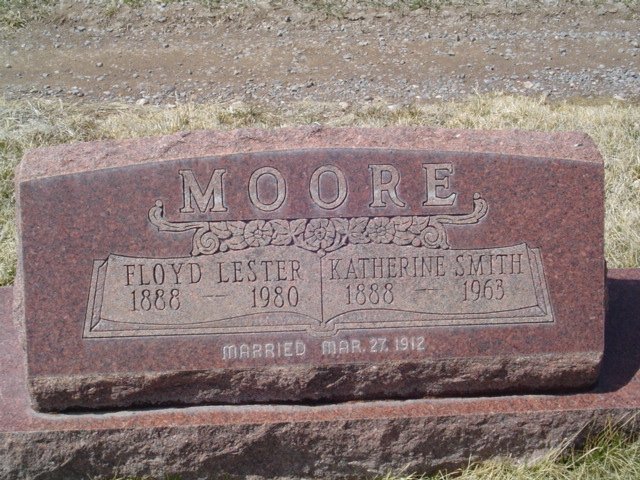 MOORE
FLOYD LESTER
1888 — 1980
KATHERINE SMITH
1888 — 1963
MARRIED MAR. 27, 1912